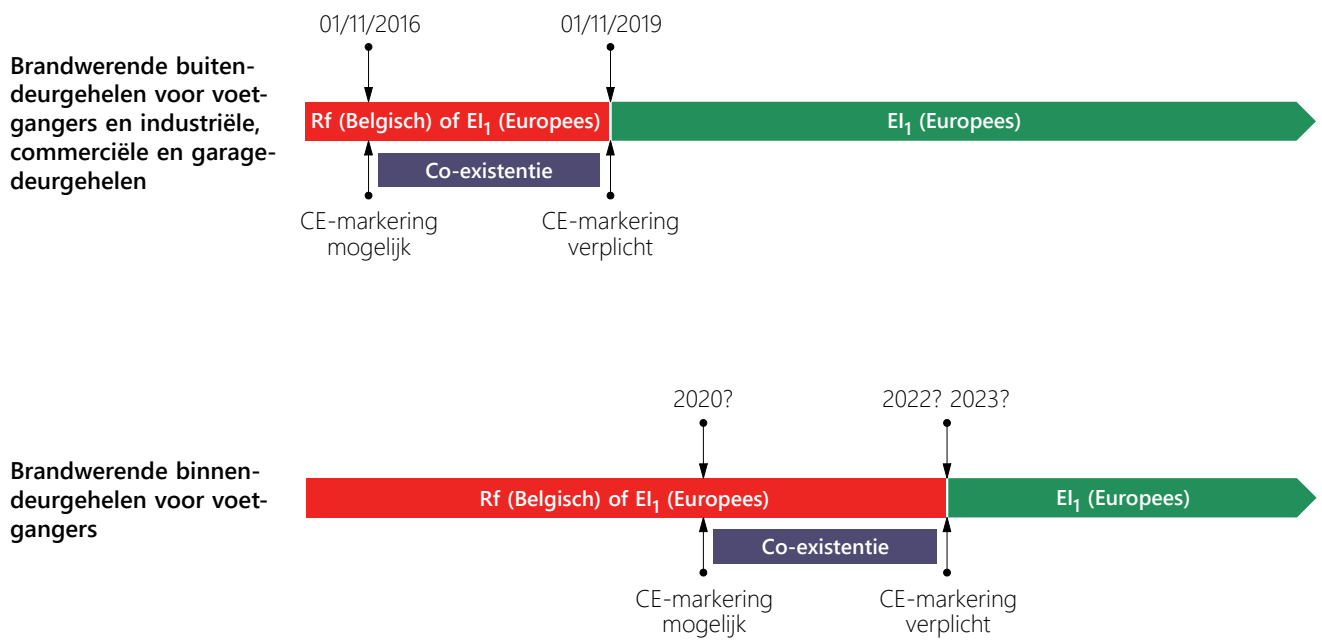 01/11/2016 01/11/2019
Brandwerende buiten-
deurgehelen voor voet-
gangers en industriële,
commerciële en garage-
deurgehelen
Rf (Belgisch) of EI₁ (Europees) EI₁ (Europees)
Co-existentie
CE-markering
mogelijk
CE-markering
verplicht
2020? 2022? 2023?
Brandwerende binnen-
deurgehelen voor voet-
gangers
Rf (Belgisch) of EI₁ (Europees) EI₁ (Europees)
Co-existentie
CE-markering
mogelijk
CE-markering
verplicht